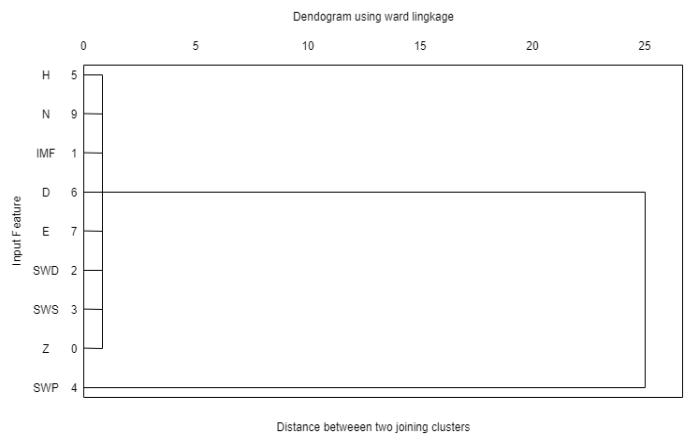 Dendogram using ward lingkage
0 5 10 15 20 25
H 5
N 9
IMF 1
D 6
E 7
SWD 2
SWS 3
Z 0
SWP 4
Input Feature
Distance betweeen two joining clusters